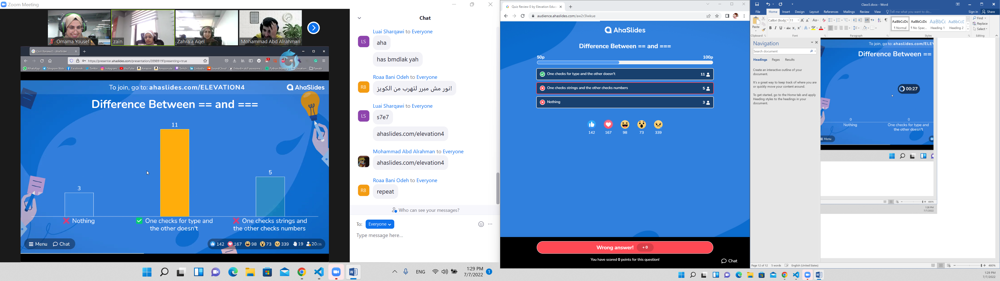 Zoom Meeting
Omama Yousef
zain
Zahra'a Aqel
Mohammad Abd Alrahman
Quiz Review 0 - AhaSlides
https://presenter.ahaslides.com/presentation/2898919?presenting=true
WhatsApp
Telegram Web
Facebook
Twitter
Instagram
YouTube
Amazon
Amazon.de
Twitch
LinkedIn
SoundCloud
linkedin skill assessme...
Python Mastery
Elevation
Rawabi
To join, go to: ahaslides.com/ELEVATION4
AhaSlides
Difference Between == and ===
11
5
3
Nothing
One checks for type and
the other doesn't
One checks strings and
the other checks numbers
Menu
Chat
142 167 98 73 339 19 20/25
Chat
Luai Sharqawi to Everyone
LS
aha
has bmdlak yah
Roaa Bani Odeh to Everyone
RB
نور مش مبرر لتهرب من الكويز!
Luai Sharqawi to Everyone
LS
s7e7
ahaslides.com/elevation4
Mohammad Abd Alrahman to Everyone
ahaslides.com/elevation4
Roaa Bani Odeh to Everyone
RB
repeat
Who can see your messages?
To: Everyone
Type message here...
ENG
1:29 PM
7/7/2022
1
Quiz Review 0 by Elevation Educa
audience.ahaslides.com/aw2r3lwkue
AhaSlides
Difference Between == and ===
50p 100p
One checks for type and the other doesn't 11
One checks strings and the other checks numbers 5
Nothing 3
142 167 98 73 339
Wrong answer! +0
You have scored 0 points for this question!
Chat
Class5.docx - Word
File Home Insert Design Layout References Mailings Review View Tell me what you want to do... Sign in Share
Paste
Calibri (Body) 11
AaBbCcDc AaBbCcDc AaBbCc AaBbCcE
¶ Normal ¶ No Spac... Heading 1 Heading 2
Find
Replace
Select
Clipboard Font Paragraph Styles Editing
Navigation
Search document
Headings Pages Results
Create an interactive outline of your
document.
It's a great way to keep track of where you are
or quickly move your content around.
To get started, go to the Home tab and apply
Heading styles to the headings in your
document.
To join, go to: ahaslides.com/ELEV
Difference Between ==
00:27
0
Nothing
0
One checks for type and
the other doesn't
Menu
480%
1:28 PM
7/7/2022
Page 12 of 12 5 words English (United States) 480%
1:29 PM
7/7/2022